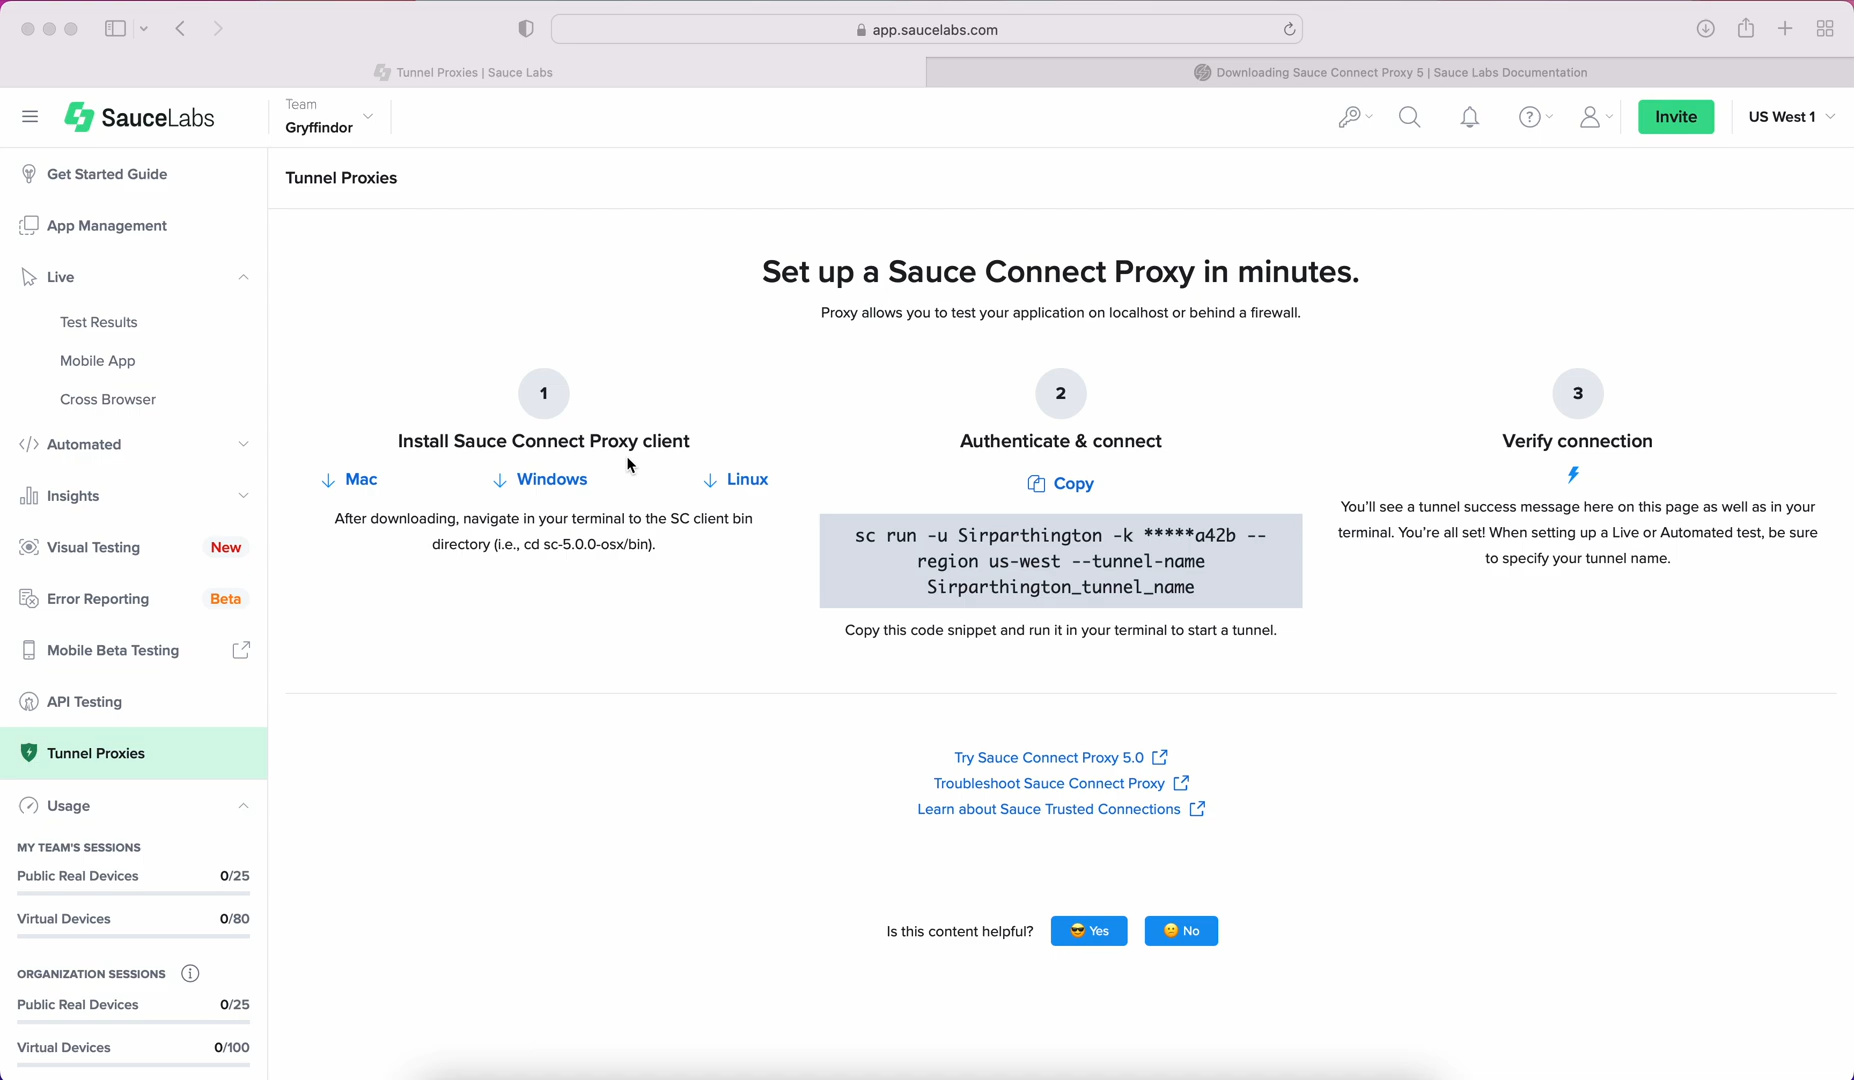 app.saucelabs.com
Tunnel Proxies | Sauce Labs
Downloading Sauce Connect Proxy 5 | Sauce Labs Documentation
SauceLabs
Team
Gryffindor
Invite
US West 1
Get Started Guide
App Management
Live
Test Results
Mobile App
Cross Browser
Automated
Insights
Visual Testing
New
Error Reporting
Beta
Mobile Beta Testing
API Testing
Tunnel Proxies
Usage
MY TEAM'S SESSIONS
Public Real Devices 0/25
Virtual Devices 0/80
ORGANIZATION SESSIONS
Public Real Devices 0/25
Virtual Devices 0/100
Tunnel Proxies
Set up a Sauce Connect Proxy in minutes.
Proxy allows you to test your application on localhost or behind a firewall.
1
Install Sauce Connect Proxy client
Mac
Windows
Linux
After downloading, navigate in your terminal to the SC client bin
directory (i.e., cd sc-5.0.0-osx/bin).
2
Authenticate & connect
Copy
sc run -u Sirparthington -k *****a42b --
region us-west --tunnel-name
Sirparthington_tunnel_name
Copy this code snippet and run it in your terminal to start a tunnel.
3
Verify connection
You'll see a tunnel success message here on this page as well as in your
terminal. You're all set! When setting up a Live or Automated test, be sure
to specify your tunnel name.
Try Sauce Connect Proxy 5.0
Troubleshoot Sauce Connect Proxy
Learn about Sauce Trusted Connections
Is this content helpful?
Yes
No